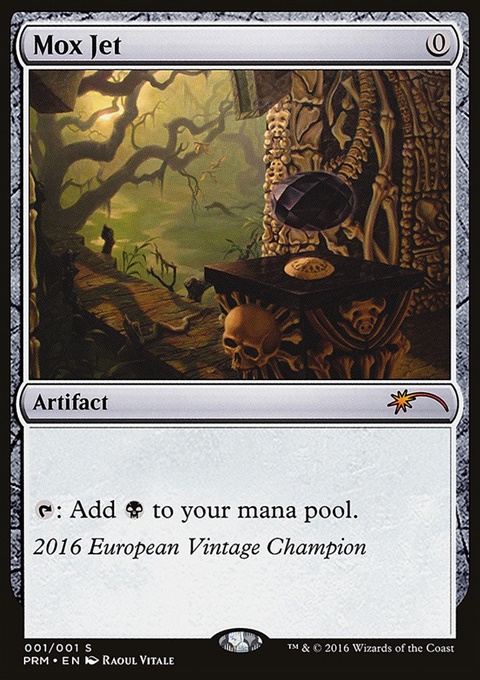 Mox Jet 0
Artifact
: Add to your mana pool.
2016 European Vintage Champion
001/001 S
PRM • EN Raoul Vitale
™ & © 2016 Wizards of the Coast